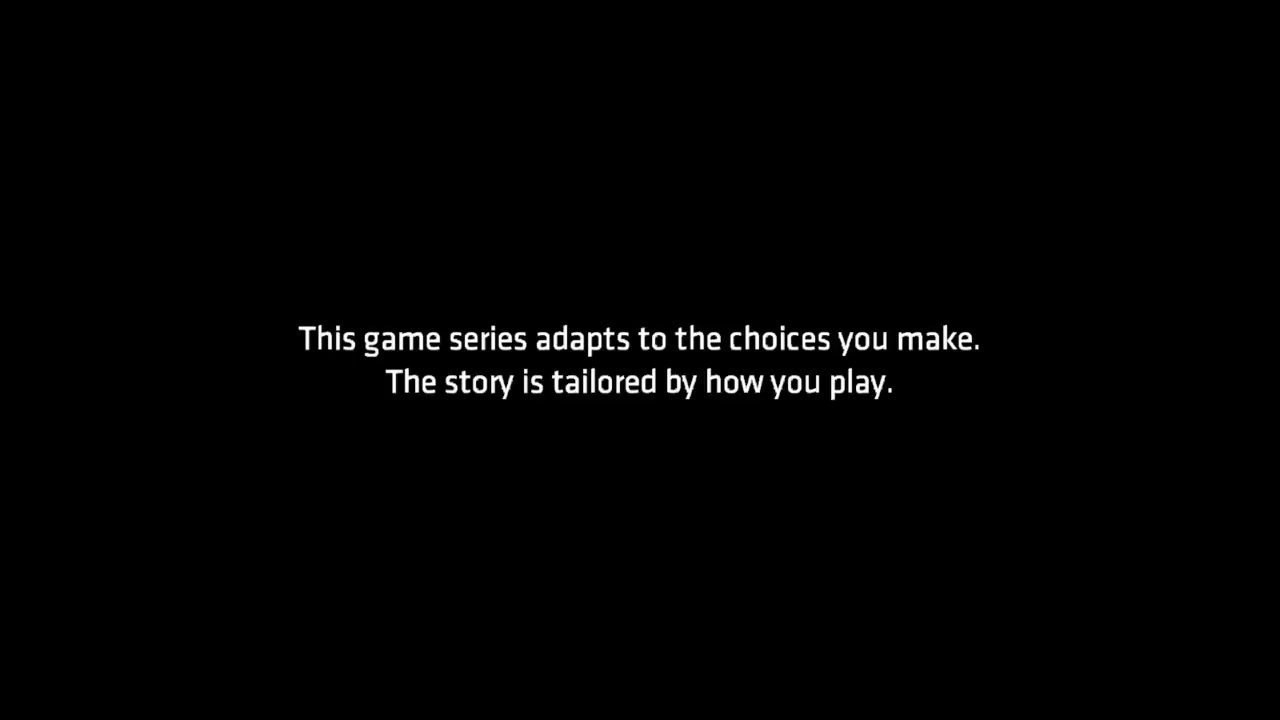 This game series adapts to the choices you make.
The story is tailored by how you play.